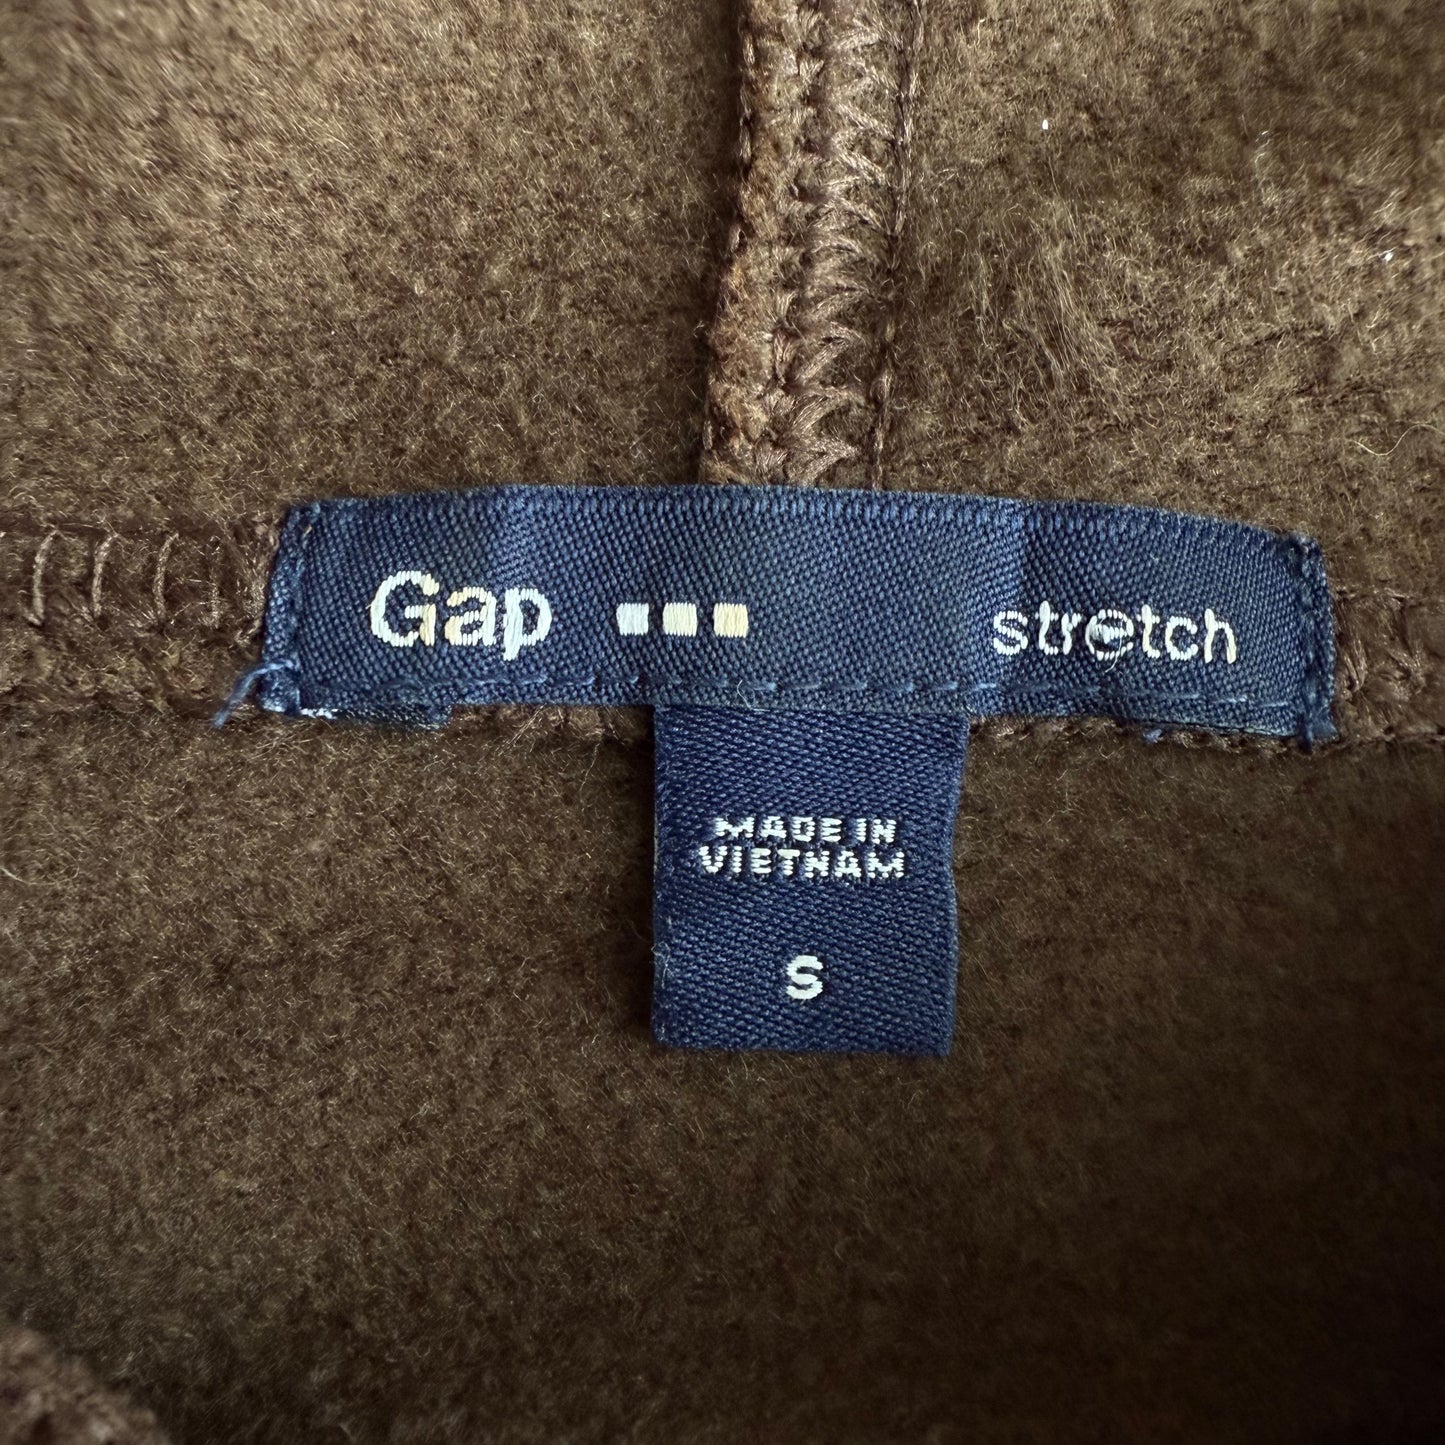 Gap stretch
MADE IN
VIETNAM
S